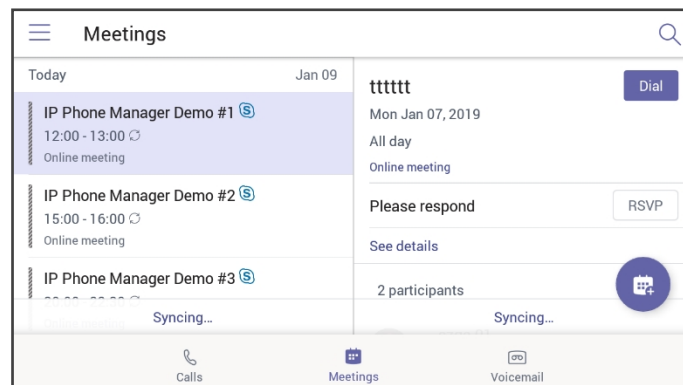 Meetings
Today Jan 09
IP Phone Manager Demo #1 S
12:00 - 13:00
Online meeting
IP Phone Manager Demo #2 S
15:00 - 16:00
Online meeting
IP Phone Manager Demo #3 S
Syncing...
tttttt
Dial
Mon Jan 07, 2019
All day
Online meeting
Please respond
RSVP
See details
2 participants
Syncing...
Calls
Meetings
Voicemail